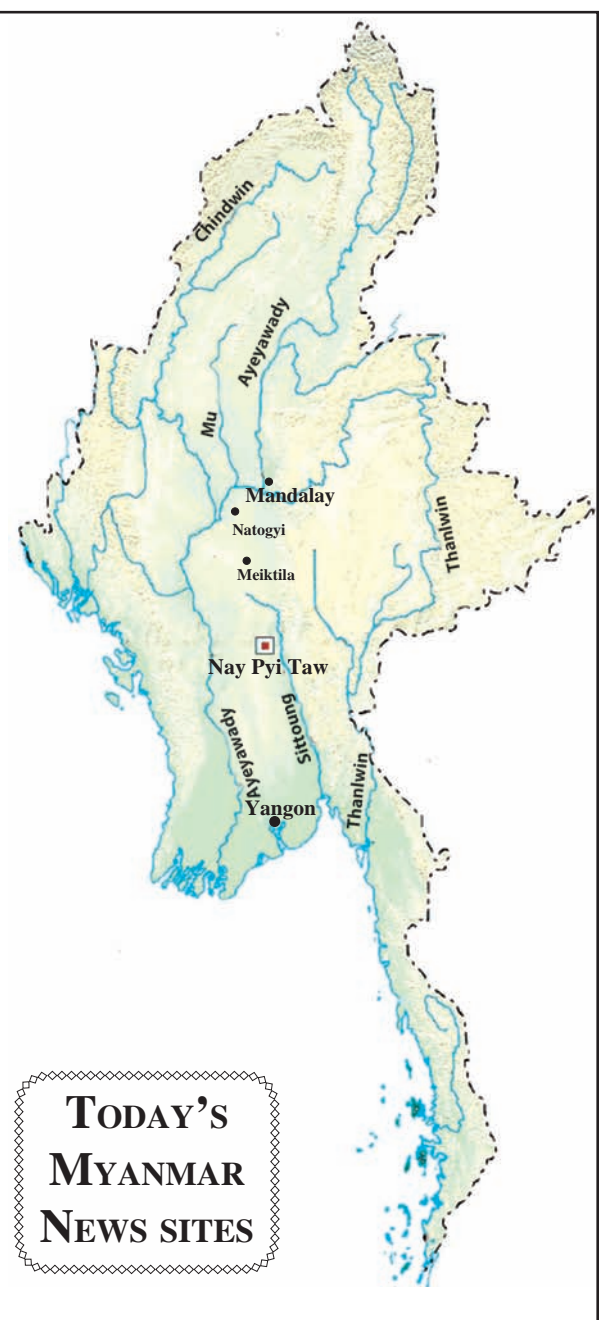 Chindwin
Ayeyawady
Mu
Mandalay
Natogyi
Thanlwin
Meiktila
Nay Pyi Taw
Ayeyawady
Sittoung
Thanlwin
Yangon
TODAY'S
MYANMAR
NEWS SITES